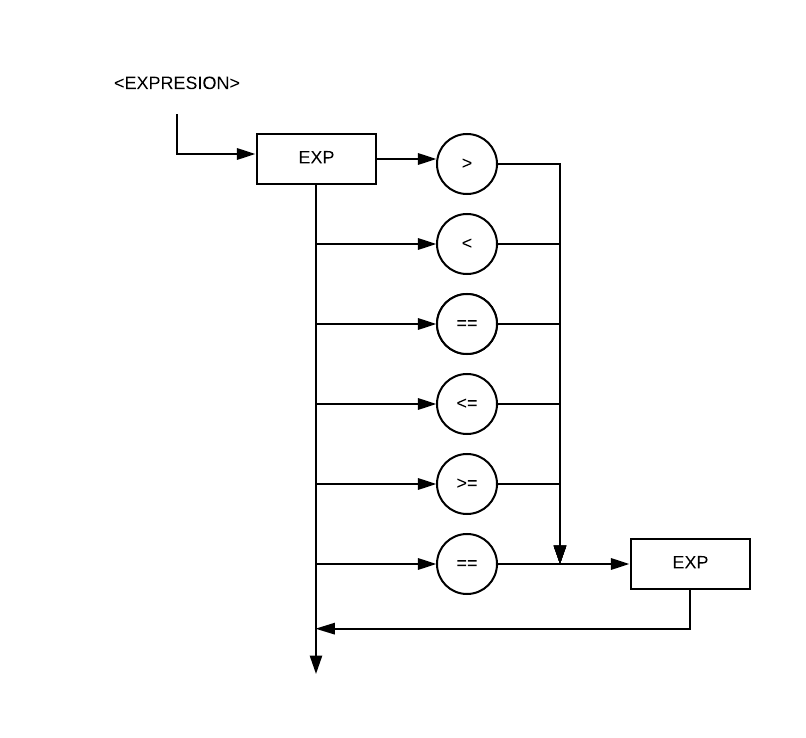 <EXPRESION>
EXP
>
<
==
<=
>=
==
EXP